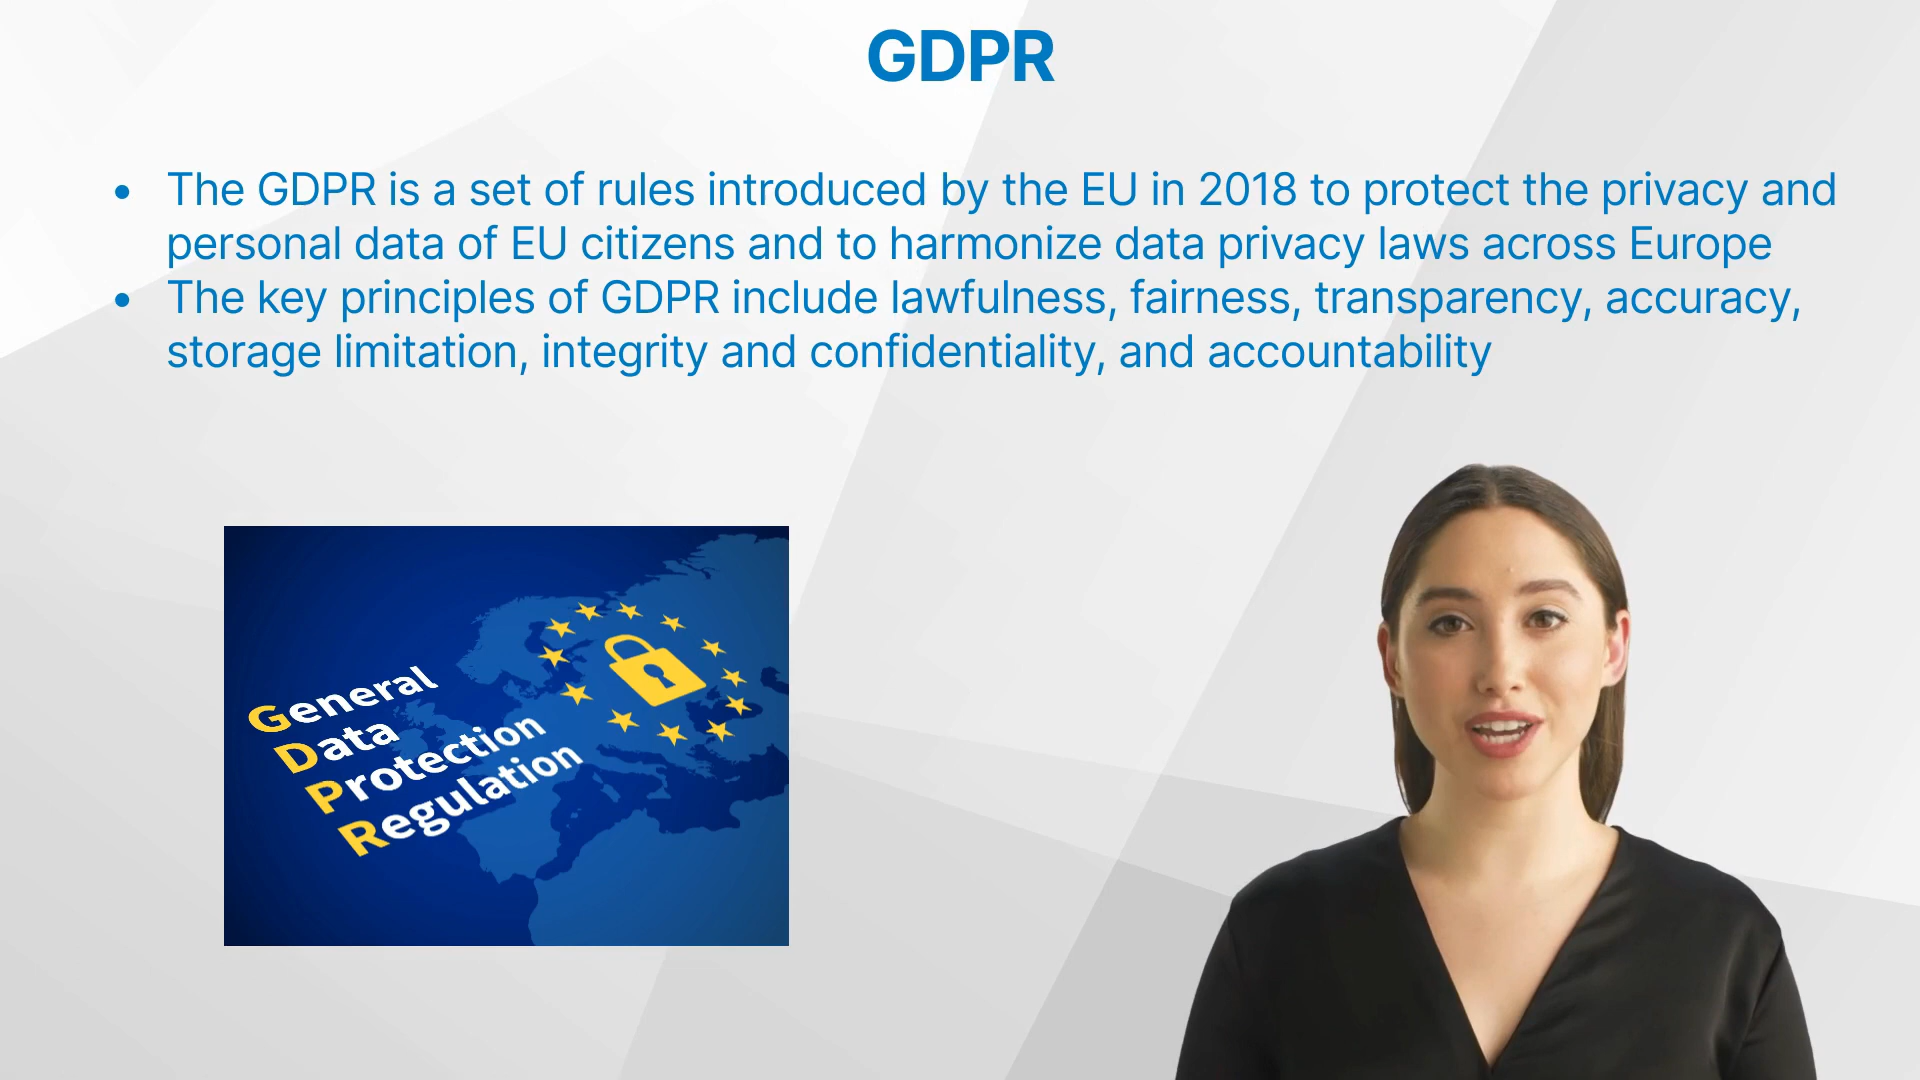 GDPR
• The GDPR is a set of rules introduced by the EU in 2018 to protect the privacy and
personal data of EU citizens and to harmonize data privacy laws across Europe
• The key principles of GDPR include lawfulness, fairness, transparency, accuracy,
storage limitation, integrity and confidentiality, and accountability
General
Data
Protection
Regulation